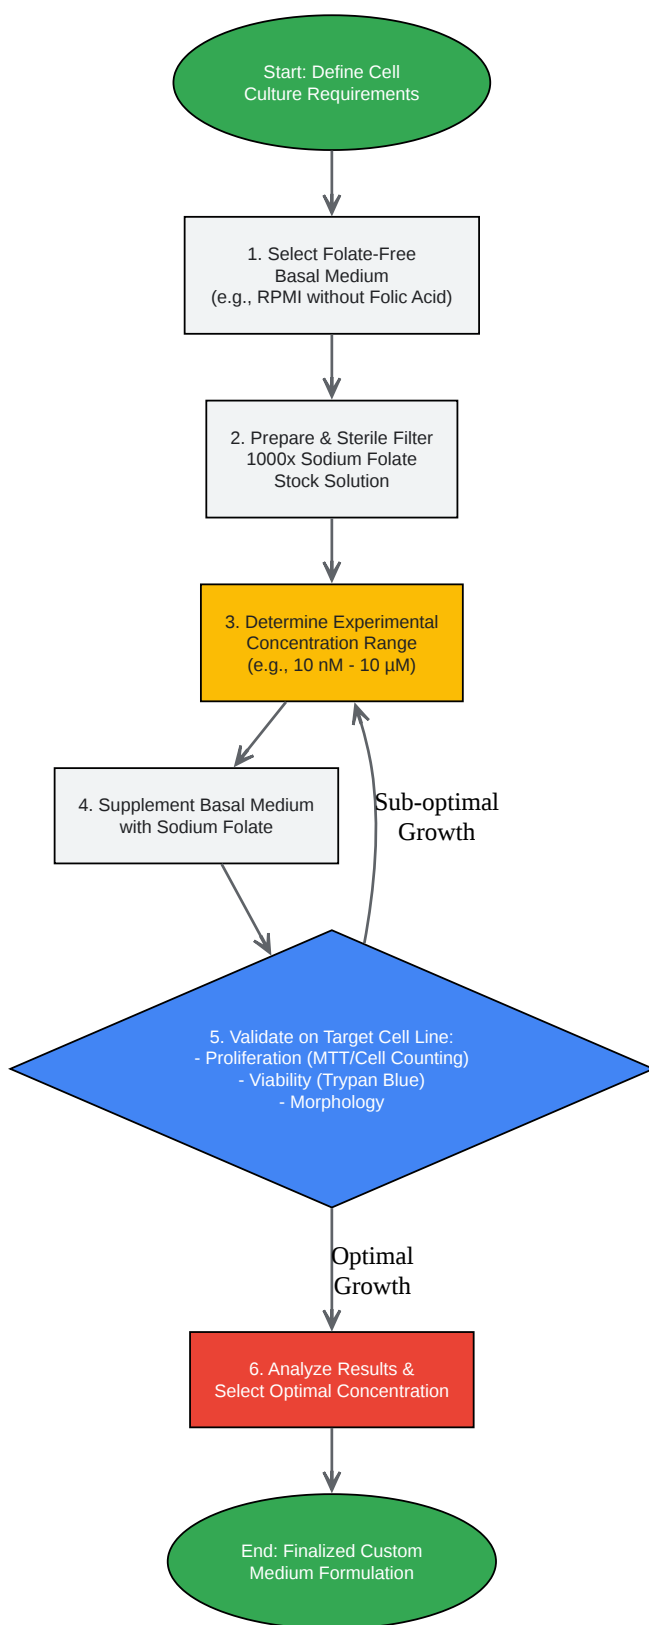 Start: Define Cell
Culture Requirements
1. Select Folate-Free
Basal Medium
(e.g., RPMI without Folic Acid)
2. Prepare & Sterile Filter
1000x Sodium Folate
Stock Solution
3. Determine Experimental
Concentration Range
(e.g., 10 nM - 10 µM)
4. Supplement Basal Medium
with Sodium Folate
Sub-optimal
Growth
5. Validate on Target Cell Line:
- Proliferation (MTT/Cell Counting)
- Viability (Trypan Blue)
- Morphology
Optimal
Growth
6. Analyze Results &
Select Optimal Concentration
End: Finalized Custom
Medium Formulation